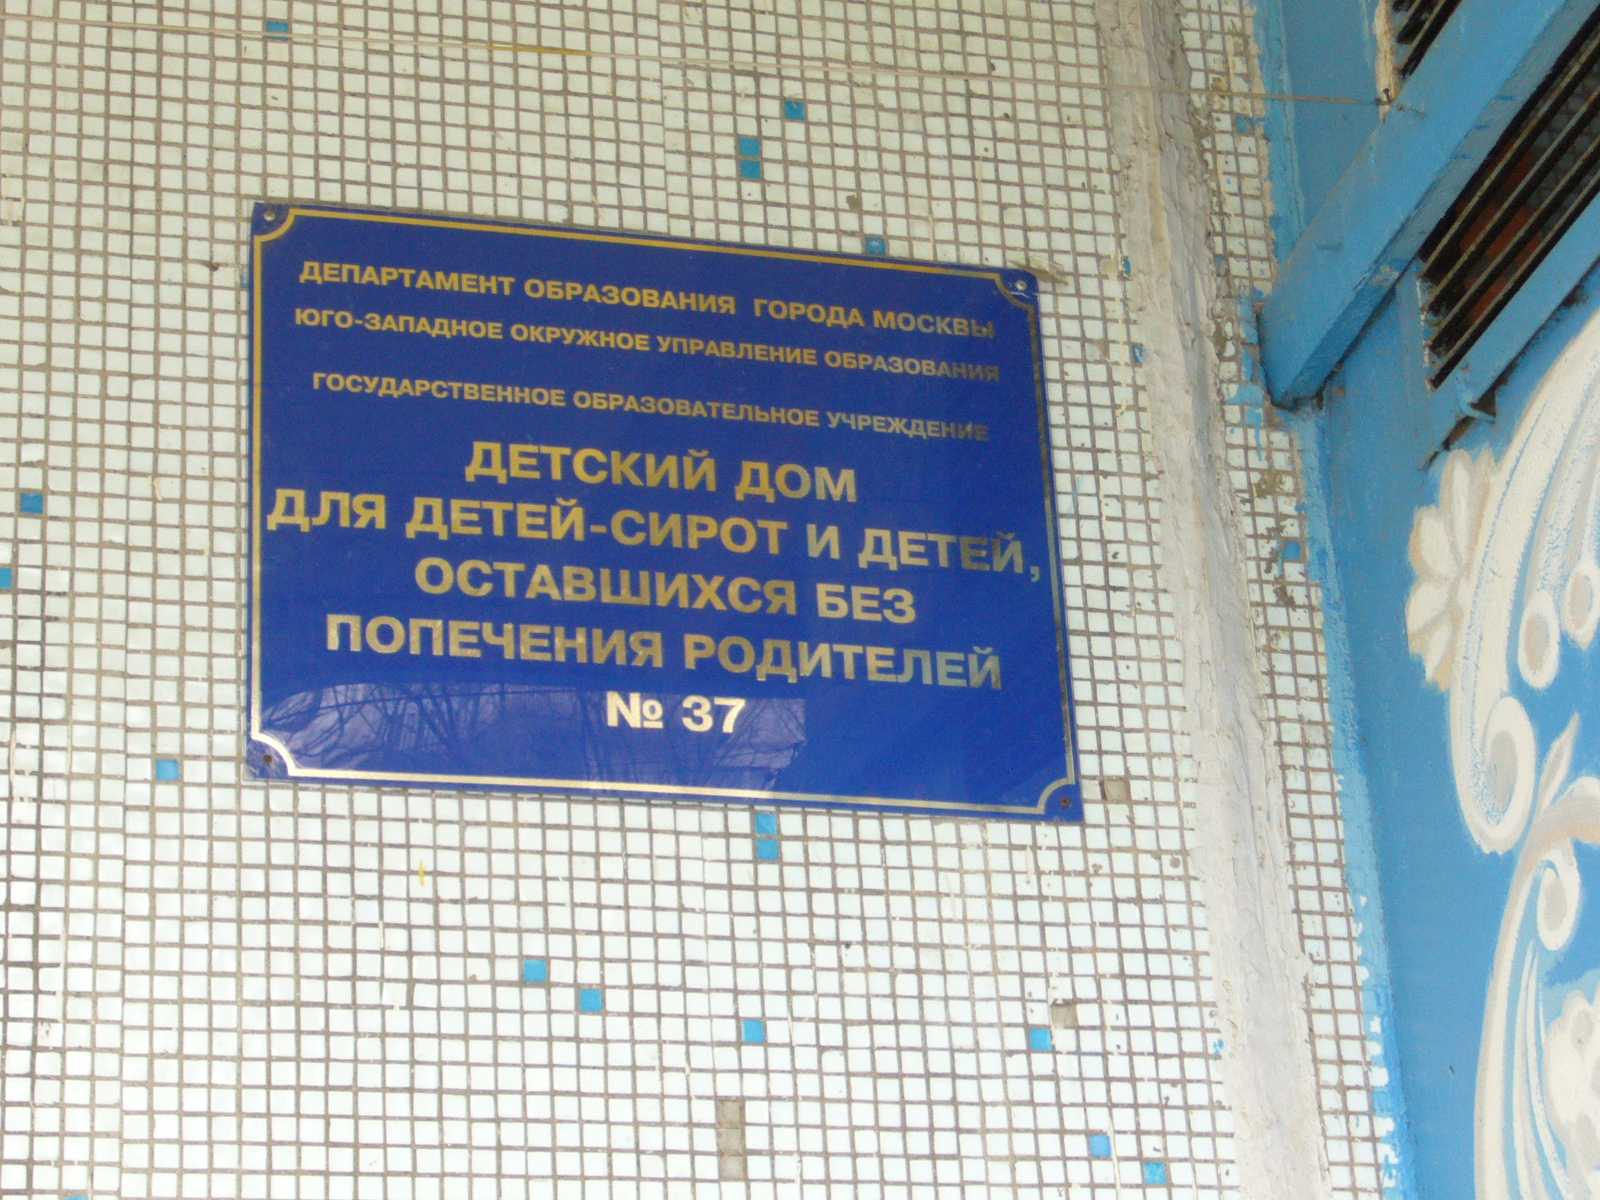 ДЕПАРТАМЕНТ ОБРАЗОВАНИЯ ГОРОДА МОСКВЫ
ЮГО-ЗАПАДНОЕ ОКРУЖНОЕ УПРАВЛЕНИЕ ОБРАЗОВАНИЯ
ГОСУДАРСТВЕННОЕ ОБРАЗОВАТЕЛЬНОЕ УЧРЕЖДЕНИЕ
ДЕТСКИЙ ДОМ
ДЛЯ ДЕТЕЙ-СИРОТ И ДЕТЕЙ,
ОСТАВШИХСЯ БЕЗ
ПОПЕЧЕНИЯ РОДИТЕЛЕЙ
№ 37